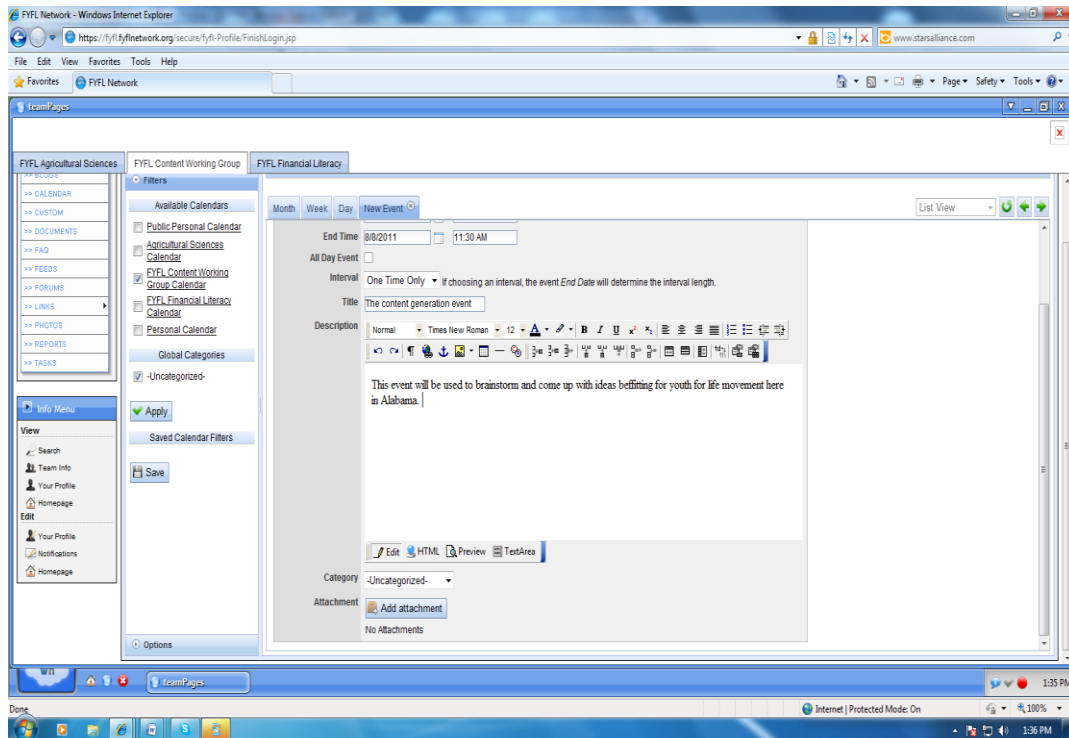 FYFL Network - Windows Internet Explorer
https://fyfl.fyflnetwork.org/secure/fyfl-Profile/FinishLogin.jsp
www.starsalliance.com
File Edit View Favorites Tools Help
Favorites FYFL Network
Page Safety Tools
teamPages
FYFL Agricultural Sciences FYFL Content Working Group FYFL Financial Literacy
>> BLOGS
>> CALENDAR
>> CUSTOM
>> DOCUMENTS
>> FAQ
>> FEEDS
>> FORUMS
>> LINKS
>> PHOTOS
>> REPORTS
>> TASKS
Info Menu
View
Search
Team Info
Your Profile
Homepage
Edit
Your Profile
Notifications
Homepage
Filters
Available Calendars
Public Personal Calendar
Agricultural Sciences
Calendar
FYFL Content Working
Group Calendar
FYFL Financial Literacy
Calendar
Personal Calendar
Global Categories
-Uncategorized-
Apply
Saved Calendar Filters
Save
Options
Month Week Day New Event
List View
End Time 8/8/2011 11:30 AM
All Day Event
Interval One Time Only If choosing an interval, the event End Date will determine the interval length.
Title The content generation event
Description Normal Times New Roman 12 A B I U x² x₂
This event will be used to brainstorm and come up with ideas beffitting for youth for life movement here
in Alabama.
Edit HTML Preview TextArea
Category -Uncategorized-
Attachment Add attachment
No Attachments
teamPages
1:35 PM
Done
Internet | Protected Mode: On
100%
1:36 PM